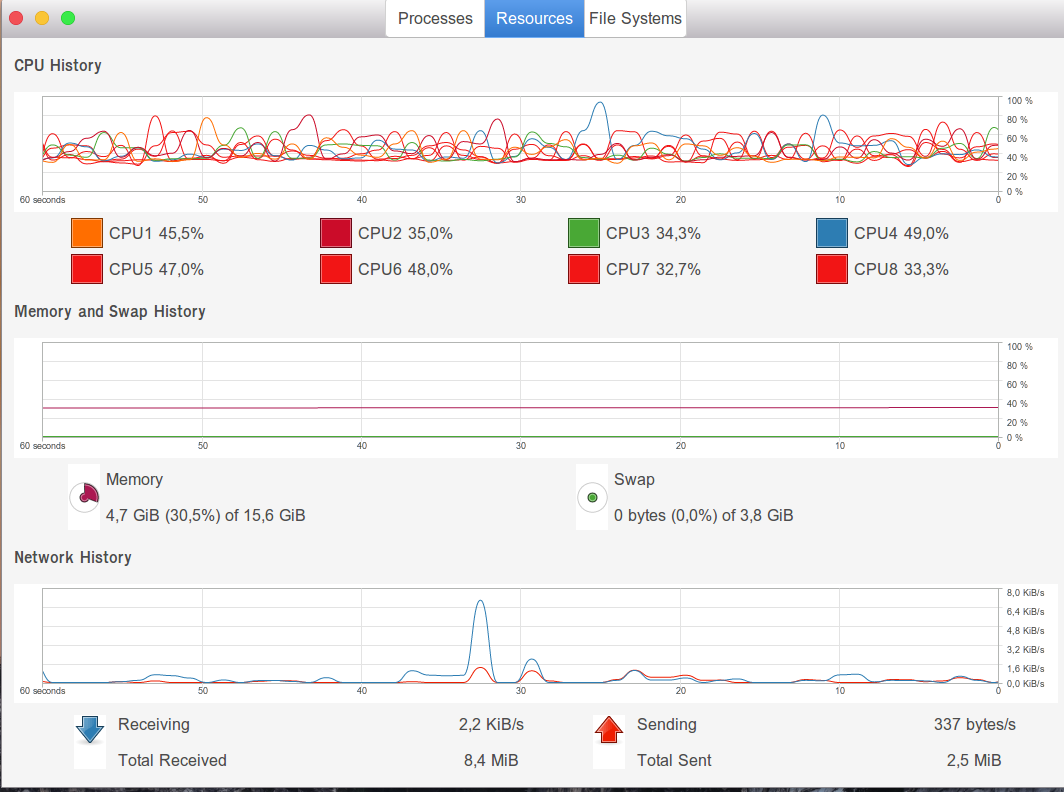 Processes Resources File Systems
CPU History
100 %
80 %
60 %
40 %
20 %
0 %
60 seconds 50 40 30 20 10 0
CPU1 45,5% CPU2 35,0% CPU3 34,3% CPU4 49,0%
CPU5 47,0% CPU6 48,0% CPU7 32,7% CPU8 33,3%
Memory and Swap History
100 %
80 %
60 %
40 %
20 %
0 %
60 seconds 50 40 30 20 10 0
Memory Swap
4,7 GiB (30,5%) of 15,6 GiB 0 bytes (0,0%) of 3,8 GiB
Network History
8,0 KiB/s
6,4 KiB/s
4,8 KiB/s
3,2 KiB/s
1,6 KiB/s
0,0 KiB/s
60 seconds 50 40 30 20 10 0
Receiving 2,2 KiB/s Sending 337 bytes/s
Total Received 8,4 MiB Total Sent 2,5 MiB